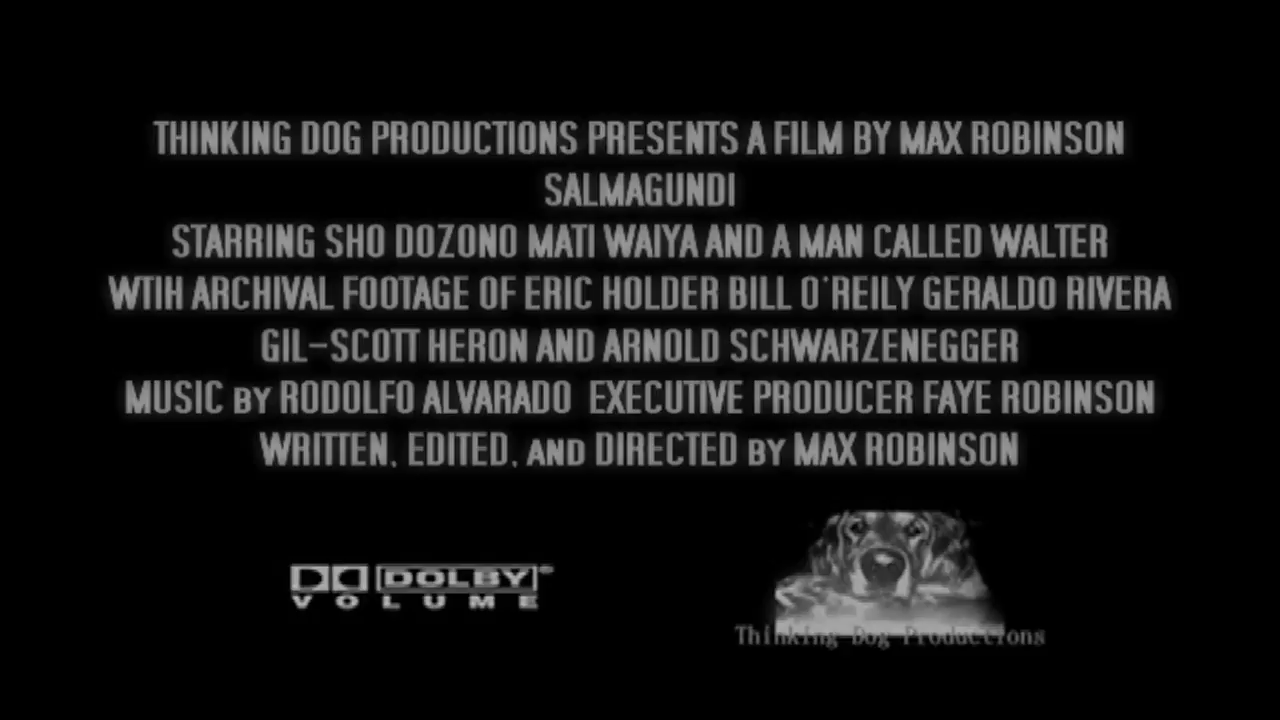 THINKING DOG PRODUCTIONS PRESENTS A FILM BY MAX ROBINSON
SALMAGUNDI
STARRING SHO DOZONO MATI WAIYA AND A MAN CALLED WALTER
WTIH ARCHIVAL FOOTAGE OF ERIC HOLDER BILL O'REILY GERALDO RIVERA
GIL-SCOTT HERON AND ARNOLD SCHWARZENEGGER
MUSIC BY RODOLFO ALVARADO EXECUTIVE PRODUCER FAYE ROBINSON
WRITTEN, EDITED, AND DIRECTED BY MAX ROBINSON
DOLBY
VOLUME
Thinking Dog Productions